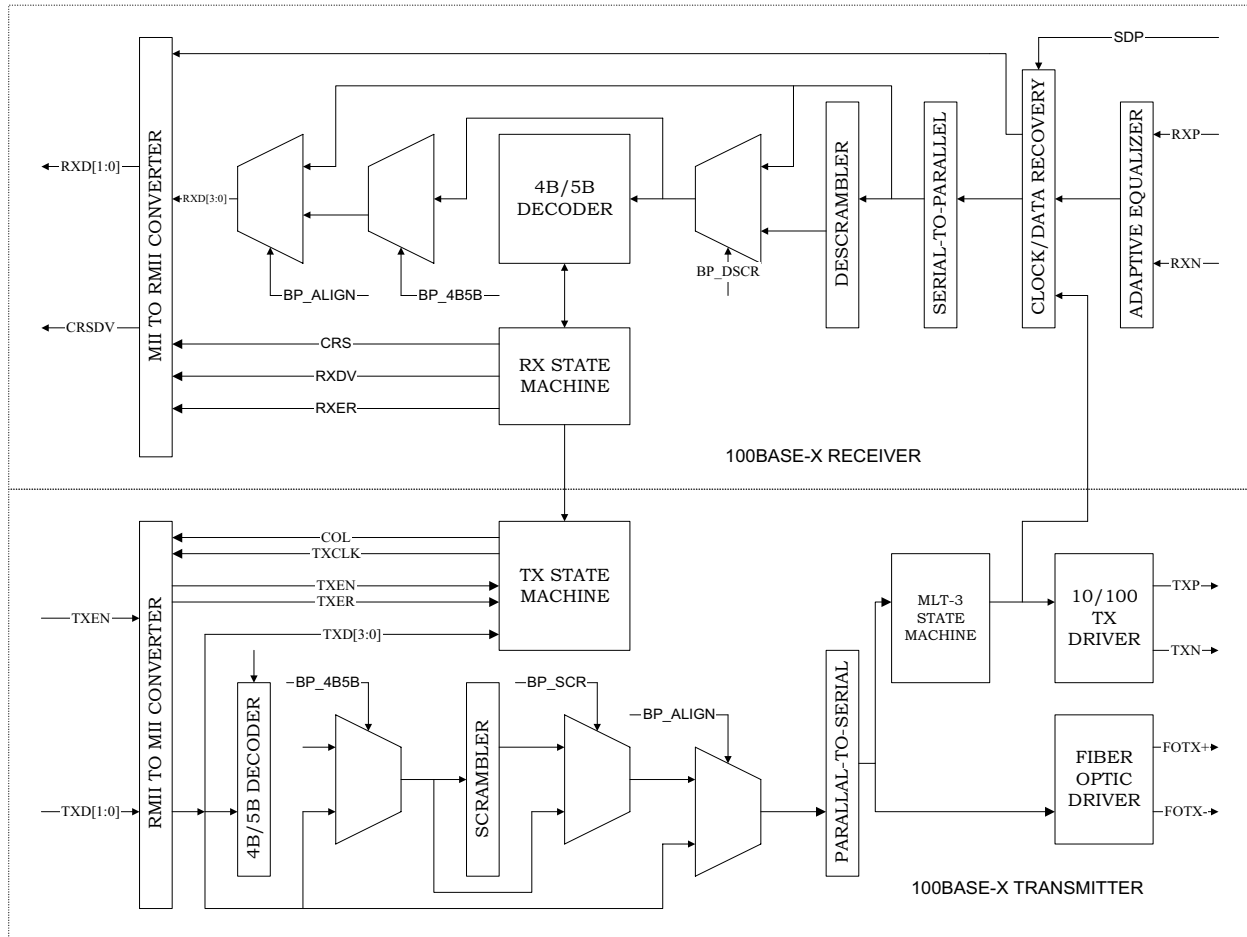 SDP
MII TO RMII CONVERTER
CLOCK/DATA RECOVERY
ADAPTIVE EQUALIZER
SERIAL-TO-PARALLEL
DESCRAMBLER
RXP
RXD[1:0]
RXD[3:0]
4B/5B
DECODER
BP_DSCR
RXN
BP_ALIGN
BP_4B5B
CRSDV
CRS
RXDV
RXER
RX STATE
MACHINE
100BASE-X RECEIVER
RMII TO MII CONVERTER
COL
TXCLK
TXEN
TXER
TXD[3:0]
TX STATE
MACHINE
TXEN
MLT-3
STATE
MACHINE
10/100
TX
DRIVER
TXP
TXN
BP_4B5B
BP_SCR
BP_ALIGN
4B/5B DECODER
SCRAMBLER
PARALLAL-TO-SERIAL
TXD[1:0]
FIBER
OPTIC
DRIVER
FOTX+
FOTX-
100BASE-X TRANSMITTER